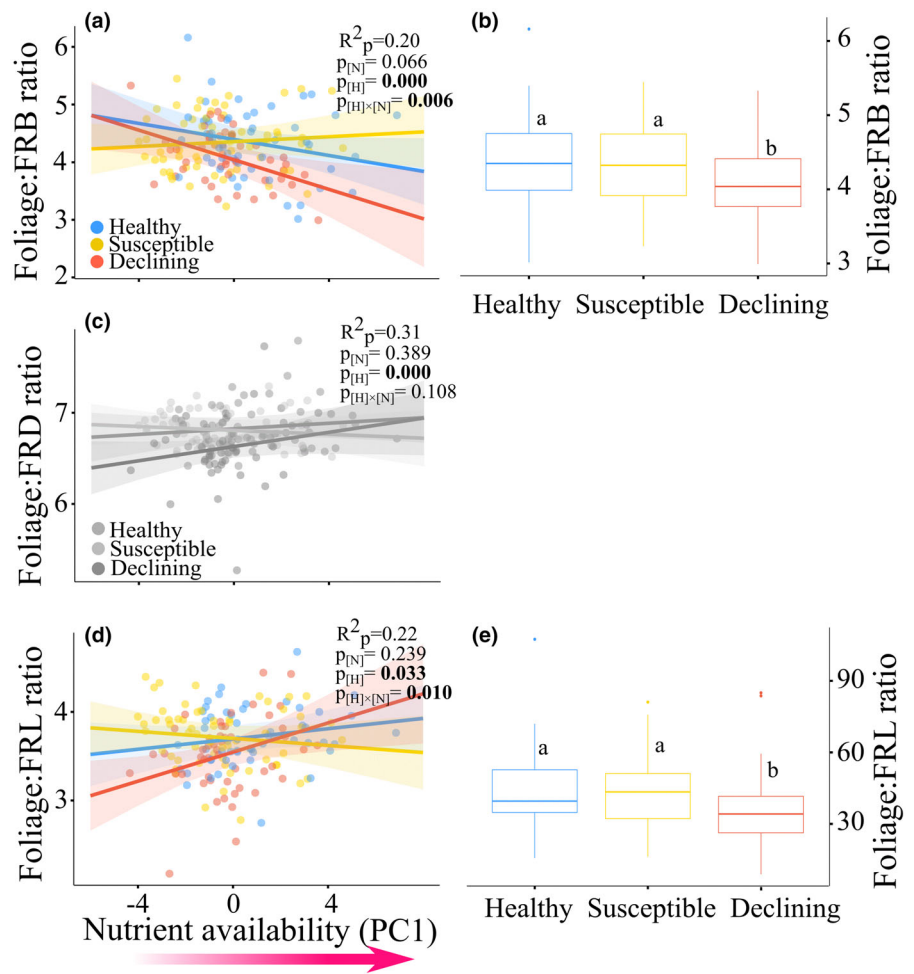 (a)
R²p=0.20
p[N]= 0.066
p[H]= 0.000
p[H]×[N]= 0.006
Foliage:FRB ratio
6
5
4
3
2
Healthy
Susceptible
Declining
(b)
a
a
b
6
5
4
3
Foliage:FRB ratio
Healthy Susceptible Declining
(c)
R²p=0.31
p[N]= 0.389
p[H]= 0.000
p[H]×[N]= 0.108
Foliage:FRD ratio
7
6
Healthy
Susceptible
Declining
(d)
R²p=0.22
p[N]= 0.239
p[H]= 0.033
p[H]×[N]= 0.010
Foliage:FRL ratio
4
3
-4 0 4
Nutrient availability (PC1)
(e)
a
a
b
90
60
30
Foliage:FRL ratio
Healthy Susceptible Declining